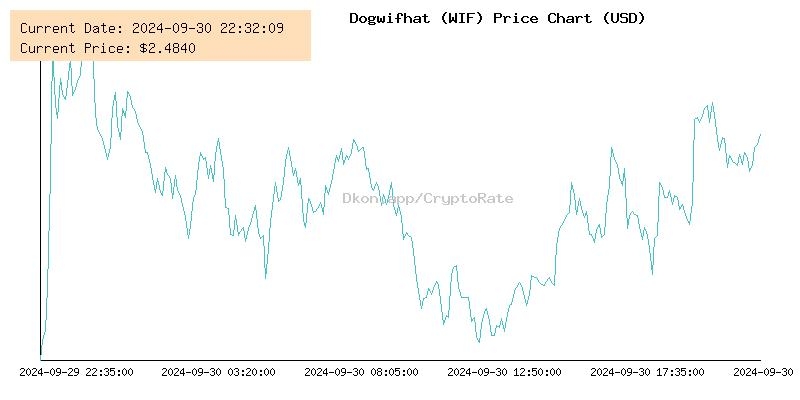 Dogwifhat (WIF) Price Chart (USD)
Current Date: 2024-09-30 22:32:09
Current Price: $2.4840
Dkon.app/CryptoRate
2024-09-29 22:35:00 2024-09-30 03:20:00 2024-09-30 08:05:00 2024-09-30 12:50:00 2024-09-30 17:35:00 2024-09-30